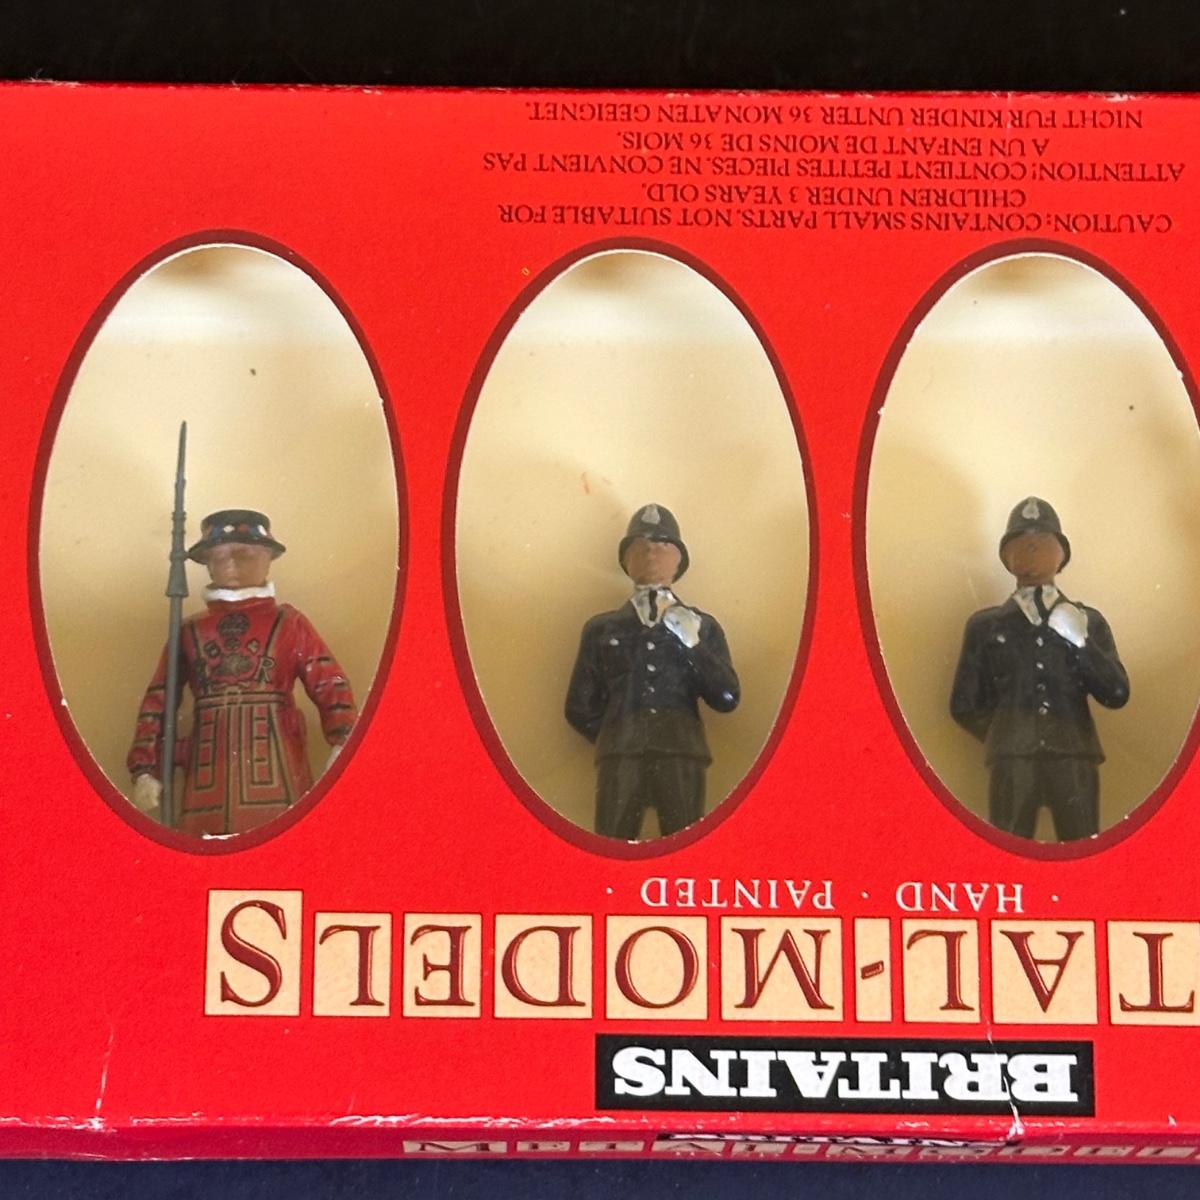 BRITAINS
TAL-MODELS
· HAND · PAINTED ·
CAUTION: CONTAINS SMALL PARTS. NOT SUITABLE FOR
CHILDREN UNDER 3 YEARS OLD.
ATTENTION! CONTIENT PETITES PIECES. NE CONVIENT PAS
A UN ENFANT DE MOINS DE 36 MOIS.
NICHT FUR KINDER UNTER 36 MONATEN GEEIGNET.